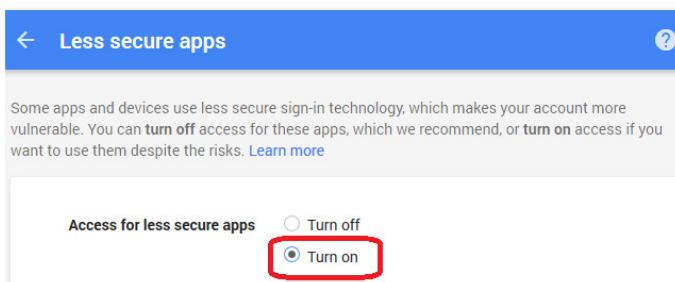 Less secure apps
Some apps and devices use less secure sign-in technology, which makes your account more
vulnerable. You can turn off access for these apps, which we recommend, or turn on access if you
want to use them despite the risks. Learn more
Access for less secure apps Turn off
Turn on